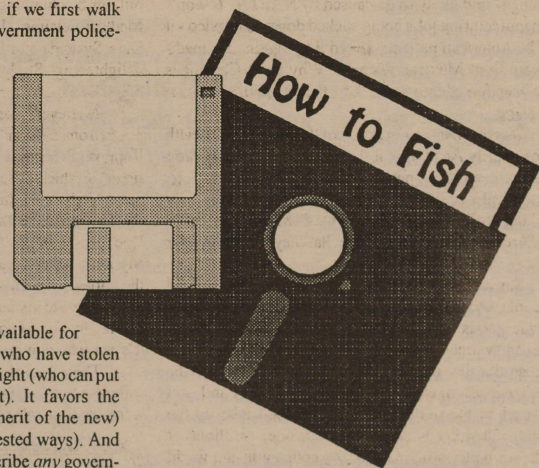 if we first walk
vernment police-
How to Fish
vailable for
who have stolen
ight (who can put
t). It favors the
nerit of the new)
ested ways). And
cribe any govern-